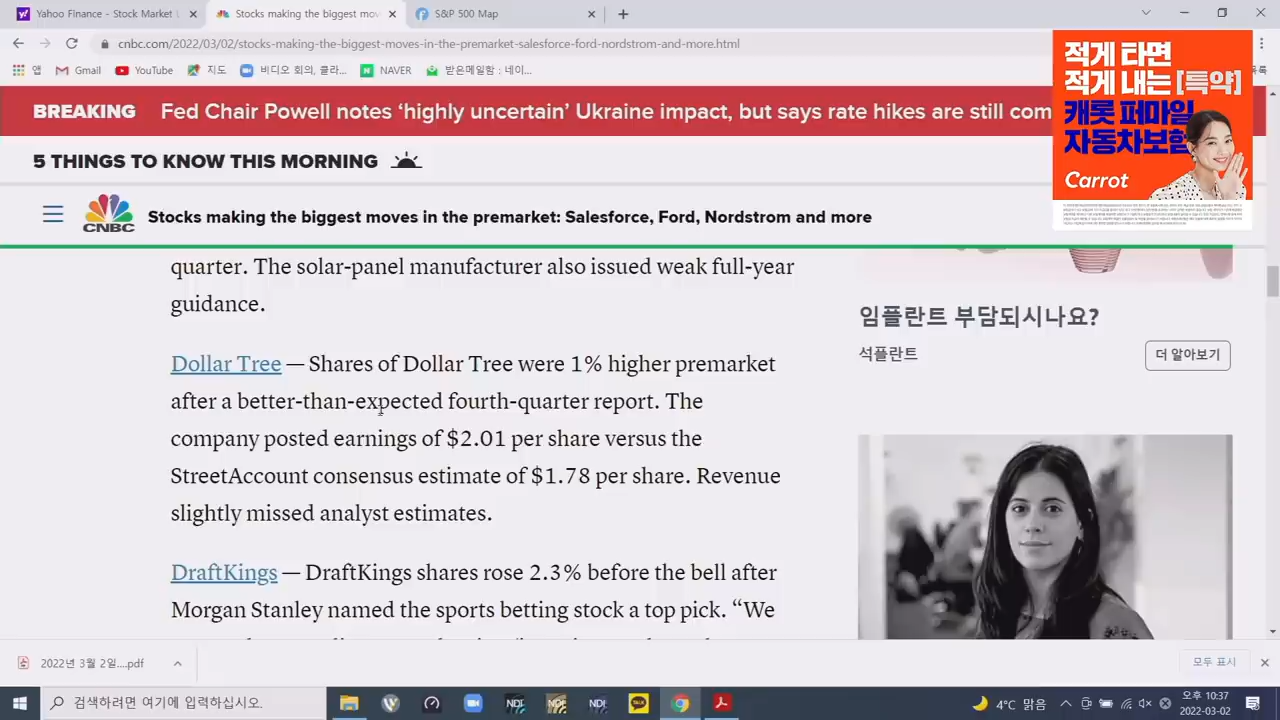 Yahoo Finance - Stock Market L
Stocks making the biggest mov
S&P 500 Map
cnbc.com/2022/03/02/stocks-making-the-biggest-moves-in-the-premarket-salesforce-ford-nordstrom-and-more.html
앱
Gmail
YouTube
지도
비디오 회의, 클라...
NAVER
받은메일함 : 네이...
목록
적게 타면
적게 내는 [특약]
캐롯 퍼마일
자동차보험
Carrot
BREAKING Fed Chair Powell notes ‘highly uncertain’ Ukraine impact, but says rate hikes are still com
5 THINGS TO KNOW THIS MORNING
CNBC
Stocks making the biggest moves in the premarket: Salesforce, Ford, Nordstrom and more
quarter. The solar-panel manufacturer also issued weak full-year
guidance.
Dollar Tree — Shares of Dollar Tree were 1% higher premarket
after a better-than-expected fourth-quarter report. The
company posted earnings of $2.01 per share versus the
StreetAccount consensus estimate of $1.78 per share. Revenue
slightly missed analyst estimates.
DraftKings — DraftKings shares rose 2.3% before the bell after
Morgan Stanley named the sports betting stock a top pick. “We
임플란트 부담되시나요?
석플란트
더 알아보기
2022년 3월 2일....pdf
모두 표시
검색하려면 여기에 입력하십시오.
4°C 맑음
오후 10:37
2022-03-02